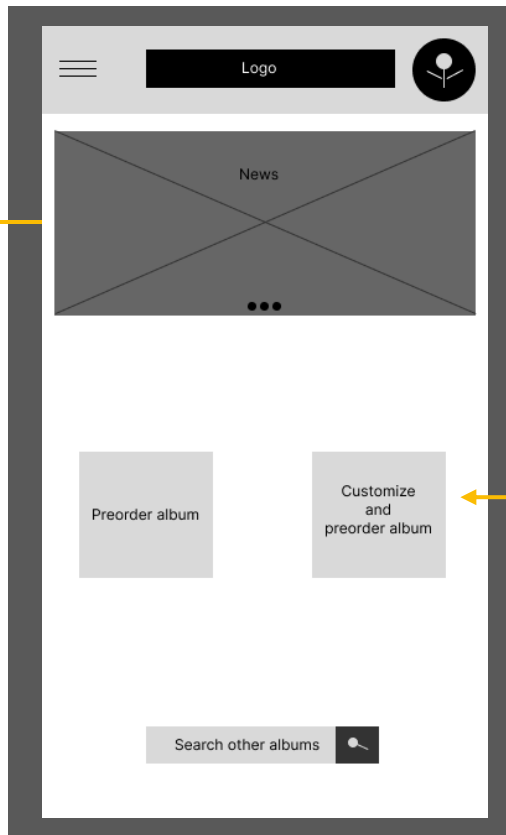 Logo
News
Preorder album
Customize
and
preorder album
Search other albums